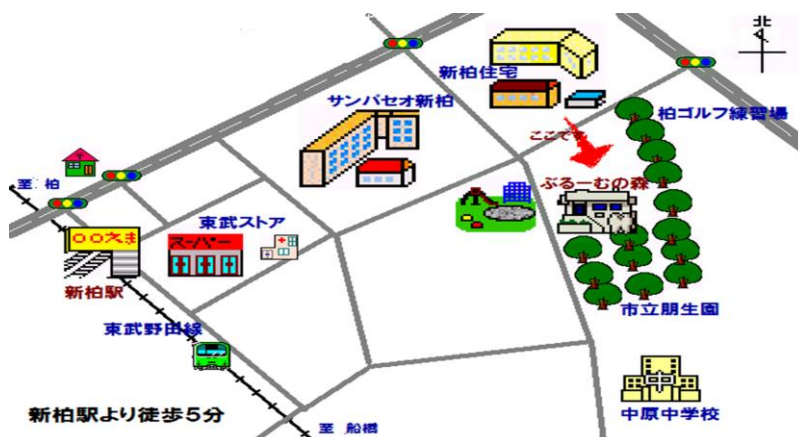 北
新柏住宅
サンパセオ新柏
柏ゴルフ練習場
ここです
至 柏
ぶるーむの森
東武ストア
〇〇えき
スーパー
新柏駅
市立朋生園
東武野田線
中原中学校
新柏駅より徒歩5分
至 船橋